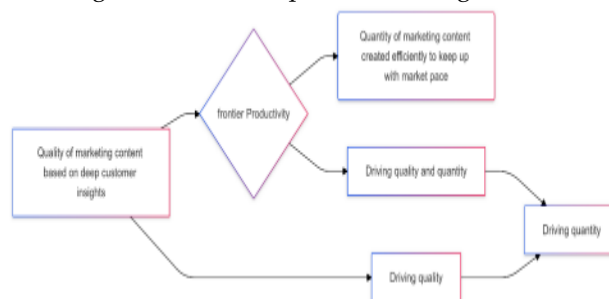 Quantity of marketing content
created efficiently to keep up
with market pace
frontier Productivity
Quality of marketing content
based on deep customer
insights
Driving quality and quantity
Driving quantity
Driving quality